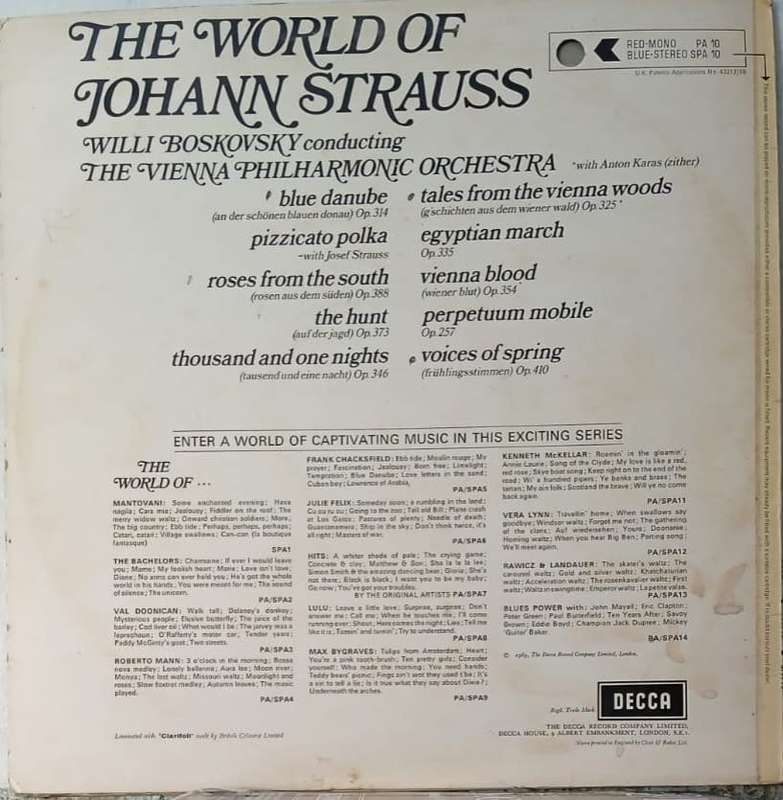 THE WORLD OF
JOHANN STRAUSS
RED-MONO PA 10
BLUE-STEREO SPA 10
WILLI BOSKOVSKY conducting
THE VIENNA PHILHARMONIC ORCHESTRA *with Anton Karas (zither)
blue danube
(an der schönen blauen donau) Op. 314
pizzicato polka
-with Josef Strauss
roses from the south
(rosen aus dem süden) Op. 388
the hunt
(auf der jagd) Op. 373
thousand and one nights
(tausend und eine nacht) Op. 346
tales from the vienna woods
(g'schichten aus dem wiener wald) Op. 325*
egyptian march
Op. 335
vienna blood
(wiener blut) Op. 354
perpetuum mobile
Op. 257
voices of spring
(frühlingsstimmen) Op. 410
ENTER A WORLD OF CAPTIVATING MUSIC IN THIS EXCITING SERIES
THE
WORLD OF ...
MANTOVANI: Some enchanted evening; Hava
nagila; Cara mia; Jealousy; Fiddler on the roof; The
merry widow waltz; Onward christian soldiers; More,
The big country; Ebb tide; Perhaps, perhaps, perhaps;
Catari, catari; Village swallows; Can-can (la boutique
fantasque)
SPA1
THE BACHELORS: Charmaine; If ever I would leave
you; Mame; My foolish heart; Marie; Love isn't love;
Diane; No arms can ever hold you; He's got the whole
world in his hands; You were meant for me; The sound
of silence; The unicorn.
PA/SPA2
VAL DOONICAN: Walk tall; Delaney's donkey;
Mysterious people; Elusive butterfly; The peace of the
barley; Cod liver oil; What would I be; The jarvey was a
leprachaun; O'Rafferty's motor car; Tender years;
Paddy McGinty's goat; Two streets.
PA/SPA3
ROBERTO MANN: 3 o'clock in the morning; Bossa
nova medley; Lonely ballerina; Aura lee; Moon over;
Monya; The last waltz; Missouri waltz; Moonlight and
roses; Slow foxtrot medley; Autumn leaves; The music
played.
PA/SPA4
FRANK CHACKSFIELD: Ebb tide; Moulin rouge; My
prayer; Fascination; Jealousy; Born free; Limelight;
Temptation; Blue Danube; Love letters in the sand;
Cuban boy; Lawrence of Arabia.
PA/SPA5
JULIE FELIX: Someday soon; a rumbling in the land;
Cu cu ru cu; Going to the zoo; Tell old Bill; Plane crash
at Los Gatos; Pastures of plenty; Needle of death;
Guantanamera; Ship in the sky; Don't think twice, it's
all right; Masters of war.
PA/SPA6
HITS: A whiter shade of pale; The crying game;
Concrete & clay; Matthew & Son; Sha la la la lee;
Simon Smith & the amazing dancing bear; Gloria; She's
not there; Black is black; I want you to be my baby;
Go now; You've got your troubles.
BY THE ORIGINAL ARTISTS PA/SPA7
LULU: Leave a little love; Surprise, surprise; Don't
answer me; Call me; When he touches me; I'll come
running over; Shout; Here comes the night; Lies; Tell me
like it is; Tossin' and turnin'; Try to understand.
PA/SPA8
MAX BYGRAVES: Tulips from Amsterdam; Heart;
You're a pink tooth-brush; Ten pretty girls; Consider
yourself; Who made the morning; You need hands;
Teddy bears' picnic; Fings ain't wot they used t'be; It's
a sin to tell a lie; Is it true what they say about Dixie?;
Underneath the arches.
PA/SPA9
KENNETH McKELLAR: Roamin' in the gloamin';
Annie Laurie; Song of the Clyde; My love is like a red,
red rose; Skye boat song; Keep right on to the end of the
road; Wi' a hundred pipers; Ye banks and braes; The
tartan; My ain folk; Scotland the brave; Will ye no come
back again.
PA/SPA11
VERA LYNN: Travellin' home; When swallows say
goodbye; Windsor waltz; Forget me not; The gathering
of the clans; Auf wiederseh'n; Yours; Doonaree;
Homing waltz; When you hear Big Ben; Parting song;
We'll meet again.
PA/SPA12
RAWICZ & LANDAUER: The skater's waltz; The
carousel waltz; Gold and silver waltz; Khatchaturian
waltz; Acceleration waltz; The rosenkavalier waltz; First
waltz; Waltz in swingtime; Emperor waltz; La petite valse.
PA/SPA13
BLUES POWER with: John Mayall; Eric Clapton;
Peter Green; Paul Butterfield; Ten Years After; Savoy
Brown; Eddie Boyd; Champion Jack Dupree; Mickey
'Guitar' Baker.
PA/SPA14
© 1969, The Decca Record Company Limited, London.
Regd. Trade Mark
DECCA
THE DECCA RECORD COMPANY LIMITED,
DECCA HOUSE, 9 ALBERT EMBANKMENT, LONDON, S.E.1.
Laminated with "Clarifoil" made by British Celanese Limited